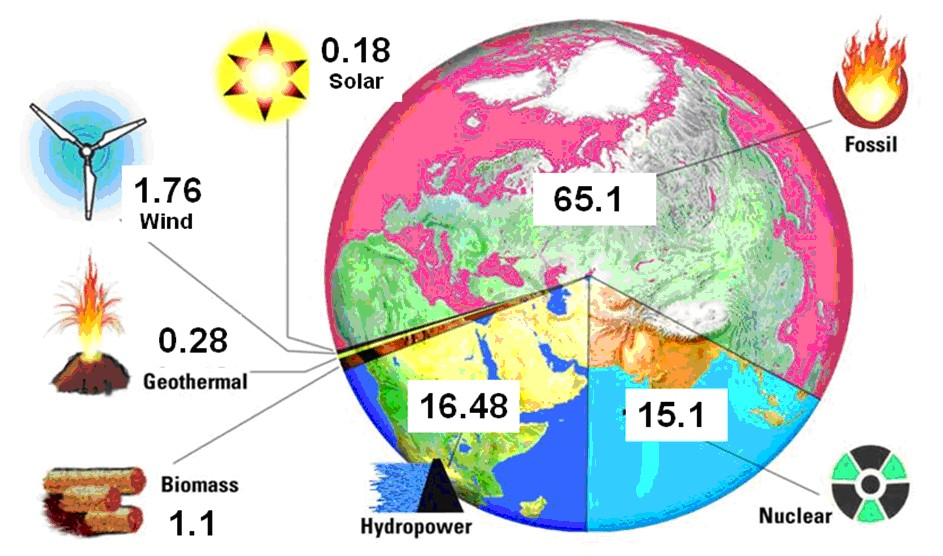 0.18
Solar
Fossil
1.76
Wind
65.1
0.28
Geothermal
16.48
15.1
Biomass
1.1
Hydropower
Nuclear